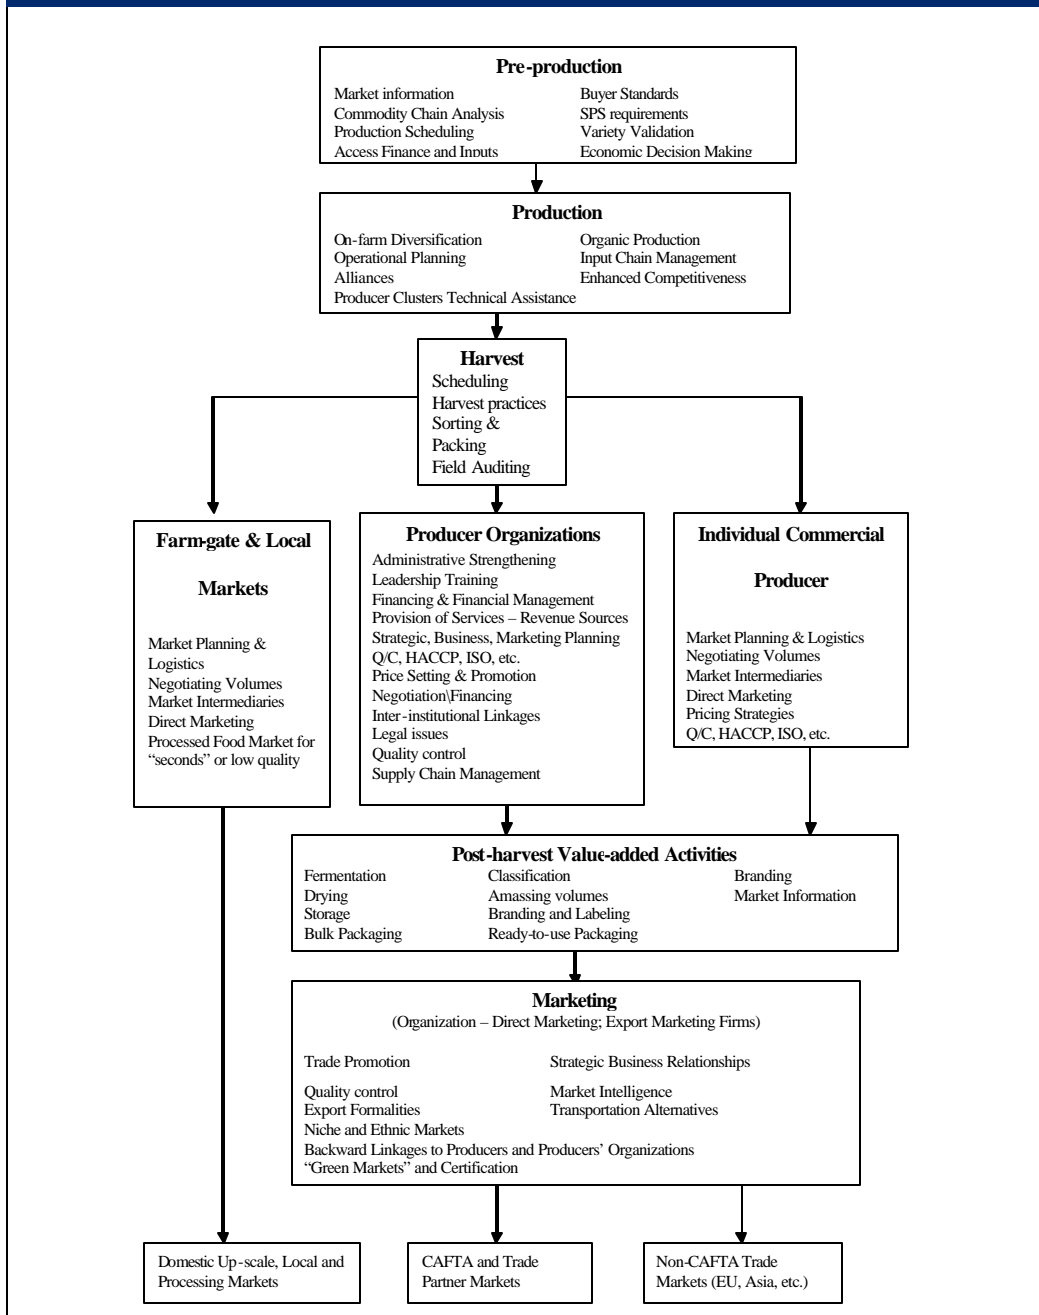 Pre-production
Market information
Commodity Chain Analysis
Production Scheduling
Access Finance and Inputs
Buyer Standards
SPS requirements
Variety Validation
Economic Decision Making
Production
On-farm Diversification
Operational Planning
Alliances
Producer Clusters Technical Assistance
Organic Production
Input Chain Management
Enhanced Competitiveness
Harvest
Scheduling
Harvest practices
Sorting &
Packing
Field Auditing
Farm-gate & Local
Markets
Market Planning &
Logistics
Negotiating Volumes
Market Intermediaries
Direct Marketing
Processed Food Market for
“seconds” or low quality
Producer Organizations
Administrative Strengthening
Leadership Training
Financing & Financial Management
Provision of Services – Revenue Sources
Strategic, Business, Marketing Planning
Q/C, HACCP, ISO, etc.
Price Setting & Promotion
Negotiation\Financing
Inter-institutional Linkages
Legal issues
Quality control
Supply Chain Management
Individual Commercial
Producer
Market Planning & Logistics
Negotiating Volumes
Market Intermediaries
Direct Marketing
Pricing Strategies
Q/C, HACCP, ISO, etc.
Post-harvest Value-added Activities
Fermentation
Drying
Storage
Bulk Packaging
Classification
Amassing volumes
Branding and Labeling
Ready-to-use Packaging
Branding
Market Information
Marketing
(Organization – Direct Marketing; Export Marketing Firms)
Trade Promotion
Strategic Business Relationships
Quality control
Market Intelligence
Export Formalities
Transportation Alternatives
Niche and Ethnic Markets
Backward Linkages to Producers and Producers’ Organizations
“Green Markets” and Certification
Domestic Up-scale, Local and
Processing Markets
CAFTA and Trade
Partner Markets
Non-CAFTA Trade
Markets (EU, Asia, etc.)